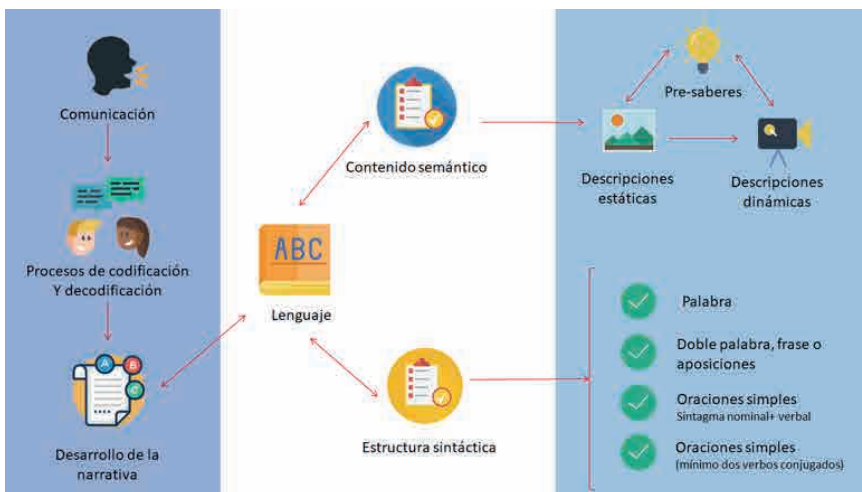 Comunicación
Procesos de codificación
Y decodificación
A
B
C
Desarrollo de la
narrativa
ABC
Lenguaje
Contenido semántico
Estructura sintáctica
Pre-saberes
Descripciones
estáticas
Descripciones
dinámicas
Palabra
Doble palabra, frase o
aposiciones
Oraciones simples
Sintagma nominal+ verbal
Oraciones simples
(mínimo dos verbos conjugados)